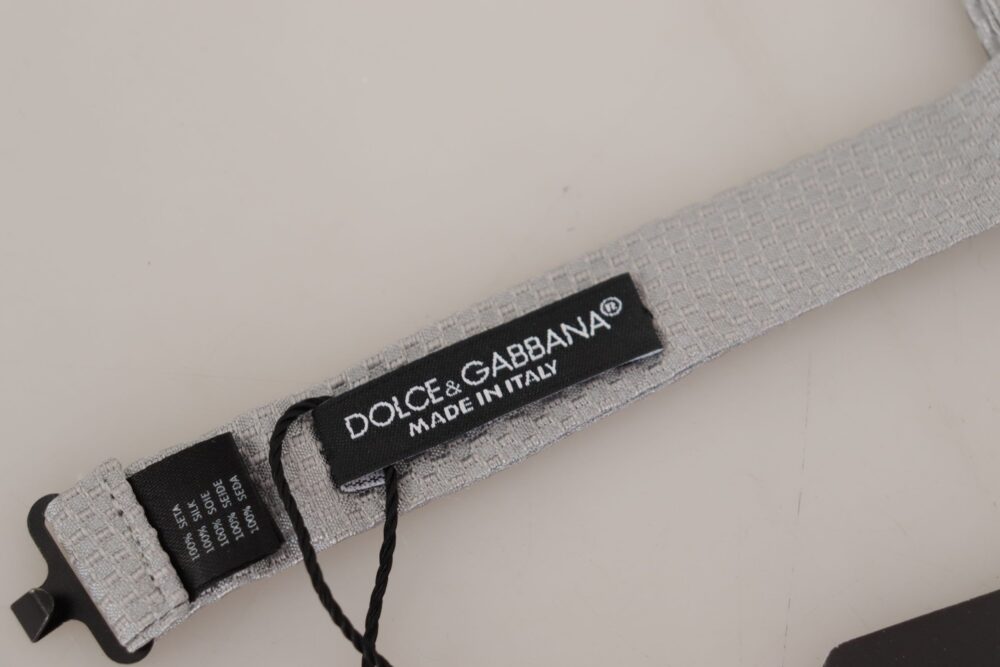 DOLCE & GABBANA®
MADE IN ITALY
100% SETA
100% SILK
100% SOIE
100% SEIDE
100% SEDA